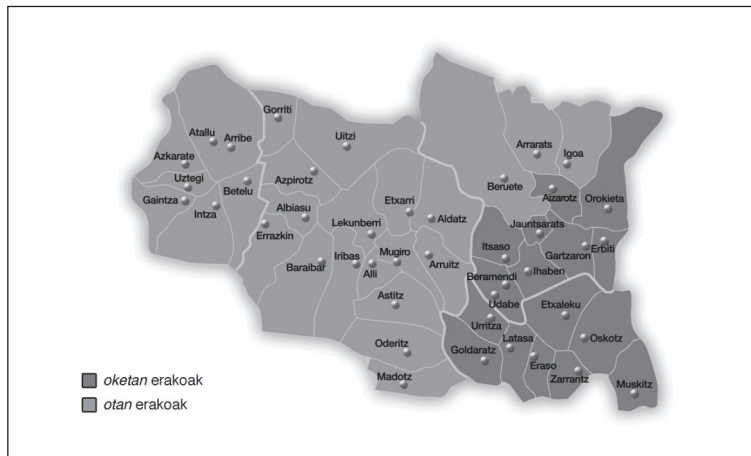 Gorriti
Uitzi
Atallu
Arribe
Arrarats
Igoa
Azkarate
Uztegi
Betelu
Azpirotz
Beruete
Aizarotz
Orokieta
Gaintza
Intza
Albiasu
Etxarri
Aldatz
Errazkin
Lekunberri
Jauntsarats
Itsaso
Gartzaron
Erbiti
Baraibar
Iribas
Mugiro
Alli
Arruitz
Beramendi
Ihaben
Astitz
Udabe
Etxaleku
Urritza
Oderitz
Latasa
Oskotz
Goldaratz
Eraso
Zarrantz
Madotz
Muskitz
oketan erakoak
otan erakoak